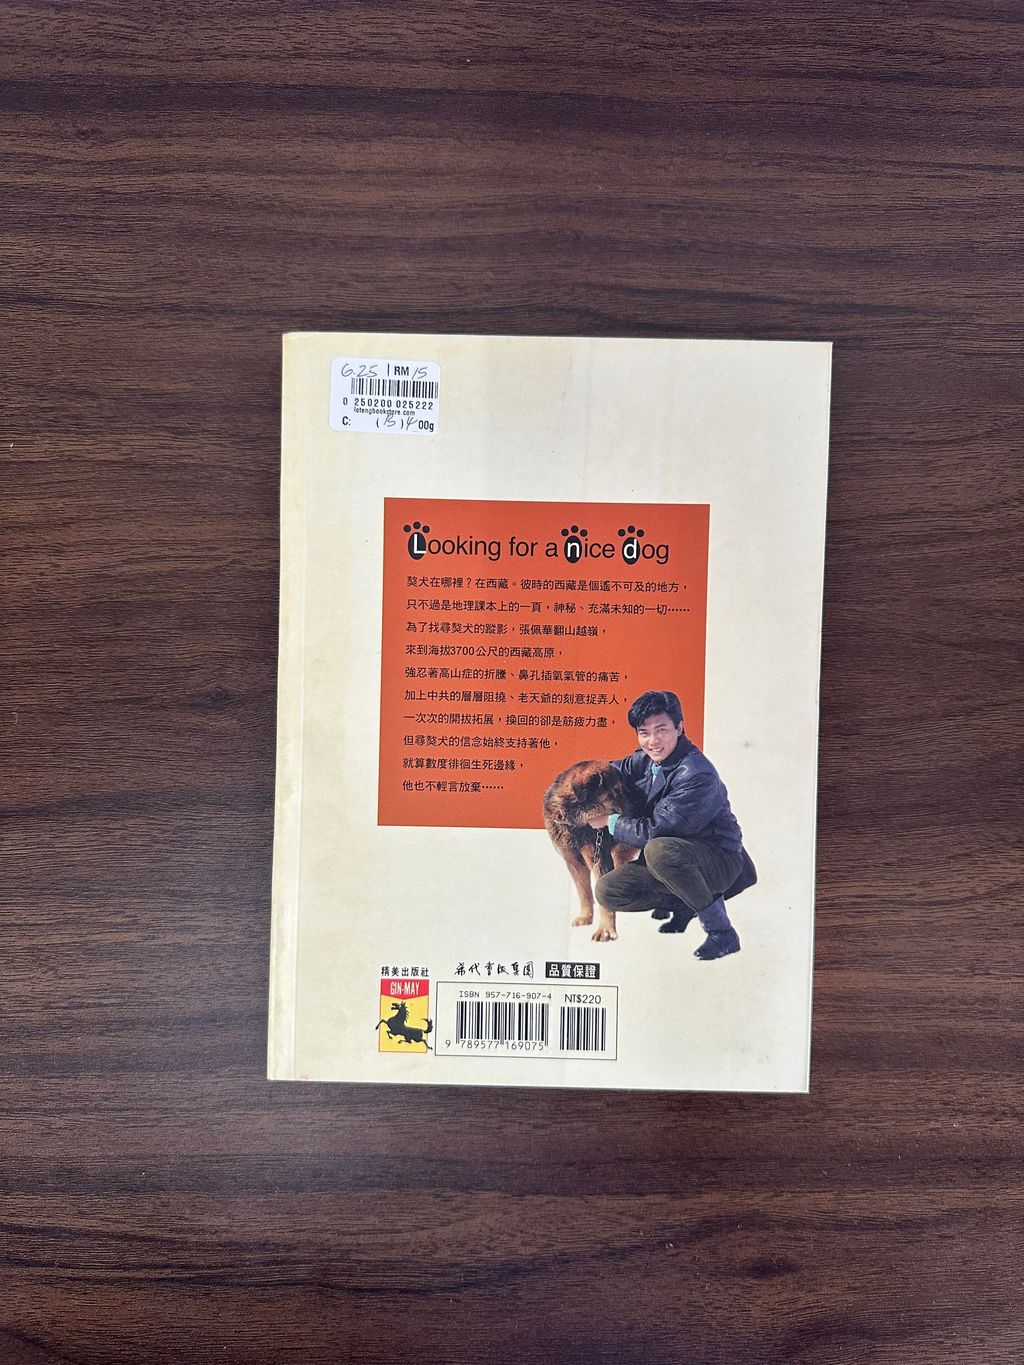 6.25 | RM 15
0 250200 025222
lotengbookstore.com
C: (15) 4 00g
Looking for a nice dog
獒犬在哪裡？在西藏。彼時的西藏是個遙不可及的地方，
只不過是地理課本上的一頁，神秘、充滿未知的一切……
為了找尋獒犬的蹤影，張佩華翻山越嶺，
來到海拔3700公尺的西藏高原，
強忍著高山症的折騰、鼻孔插氧氣管的痛苦，
加上中共的層層阻撓、老天爺的刻意捉弄人，
一次次的開拔拓展，換回的卻是筋疲力盡，
但尋獒犬的信念始終支持著他，
就算數度徘徊生死邊緣，
他也不輕言放棄……
精美出版社
GIN-MAY
希代書版集團 品質保證
ISBN 957-716-907-4 NT$220
9 789577 169075